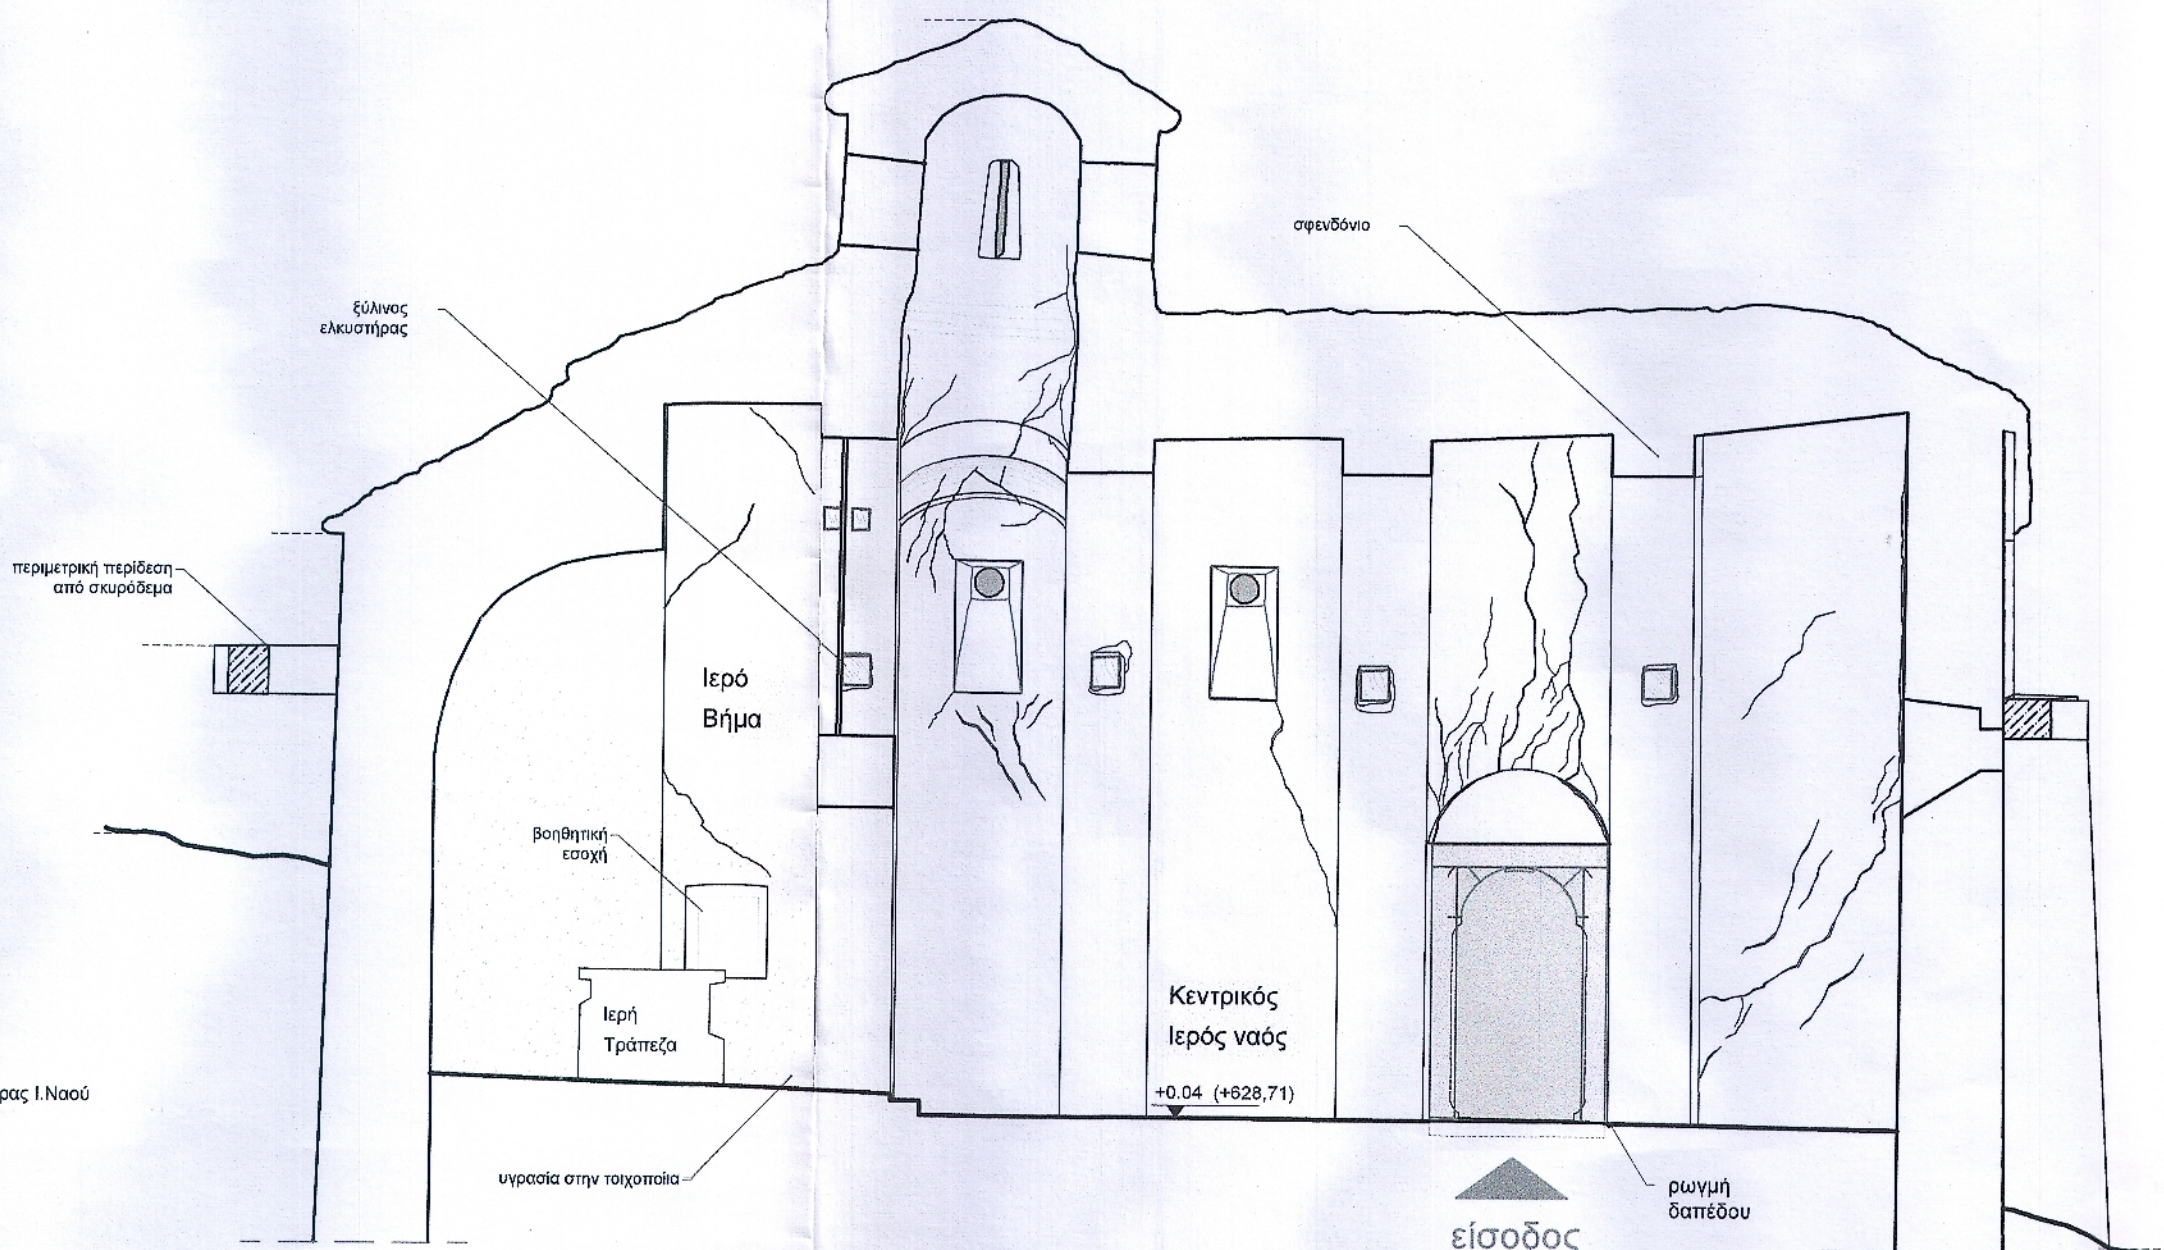 σφενδόνιο
ξύλινος
ελκυστήρας
περιμετρική περίδεση
από σκυρόδεμα
Ιερό
Βήμα
βοηθητική
εσοχή
Ιερή
Τράπεζα
Κεντρικός
Ιερός ναός
+0.04 (+628,71)
ρας Ι.Ναού
υγρασία στην τοιχοποιία
ρωγμή
δαπέδου
είσοδος